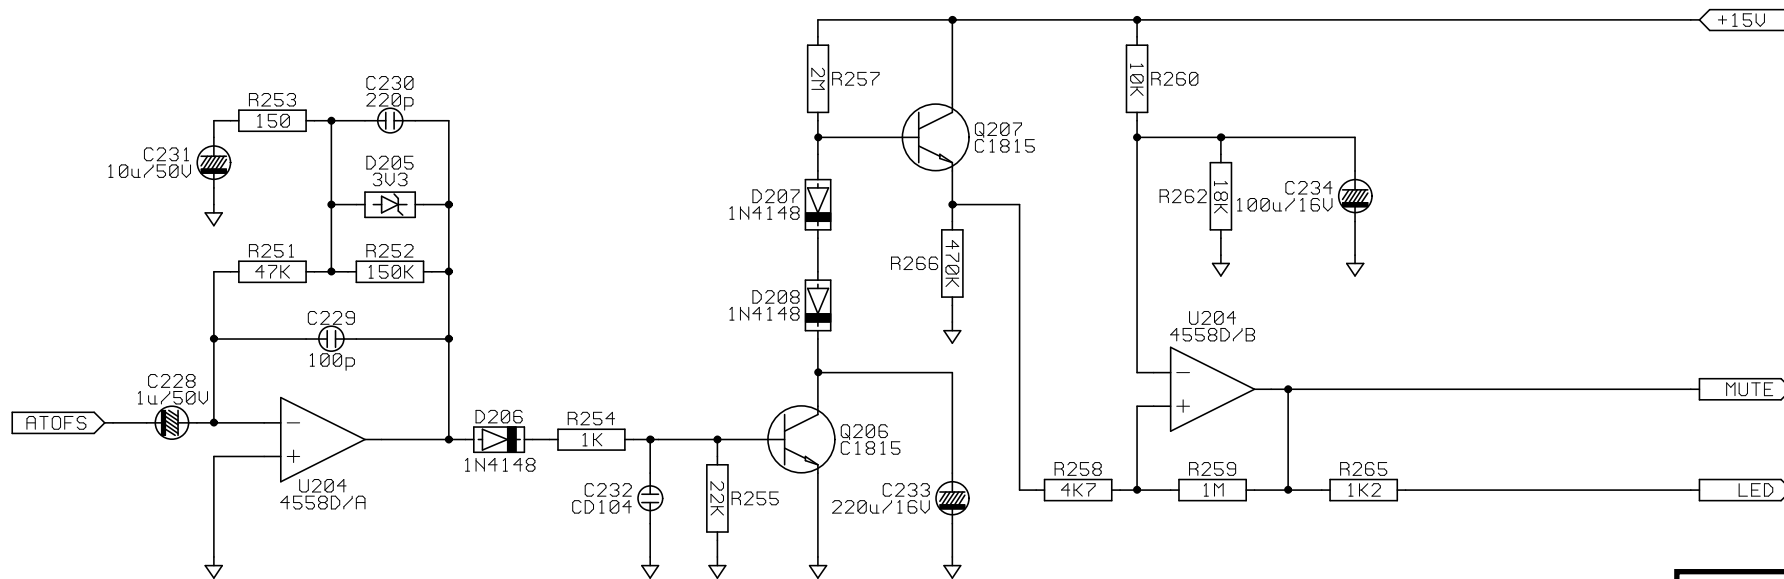 +15V
C230
220p
R253
150
C231
10u/50V
D205
3V3
R251
47K
R252
150K
C229
100p
C228
1u/50V
ATOFS
−
+
U204
4558D/A
D206
1N4148
R254
1K
C232
CD104
22K
R255
Q206
C1815
C233
220u/16V
2M
R257
Q207
C1815
D207
1N4148
D208
1N4148
R266
470K
10K
R260
R262
18K
C234
100u/16V
U204
4558D/B
−
+
R258
4K7
R259
1M
R265
1K2
MUTE
LED